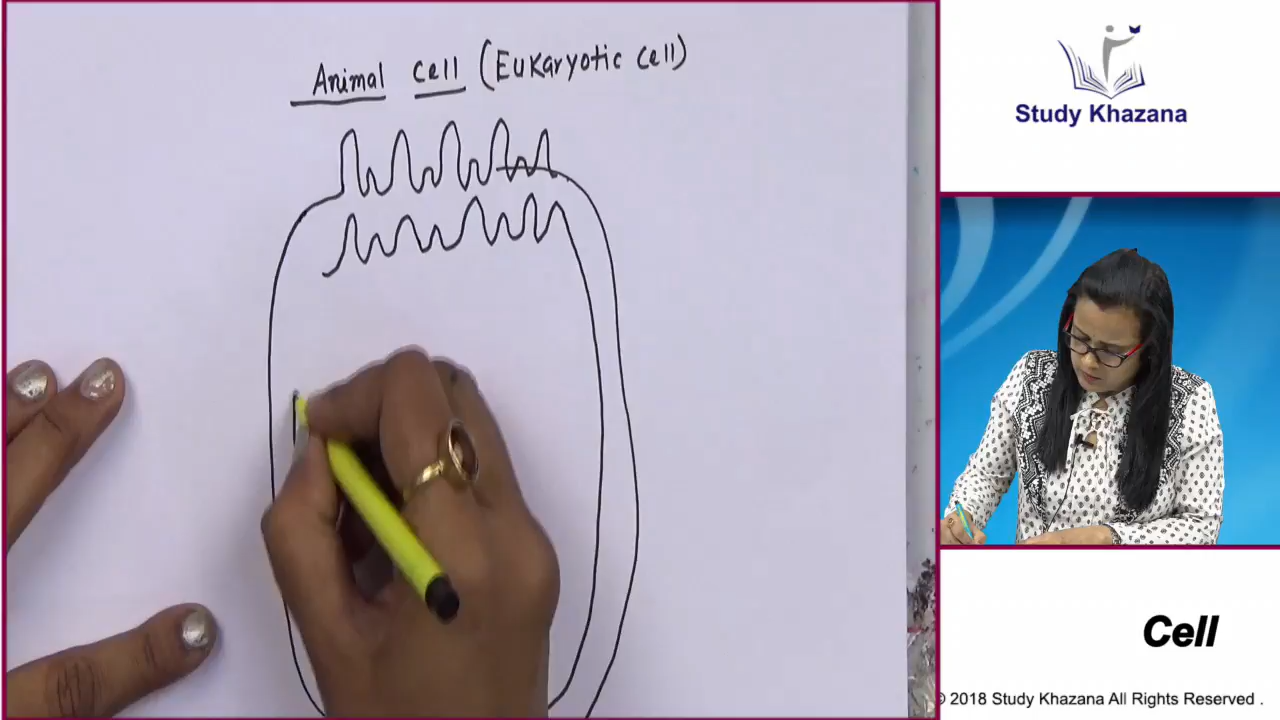 Animal Cell (Eukaryotic Cell)
Study Khazana
Cell
© 2018 Study Khazana All Rights Reserved .